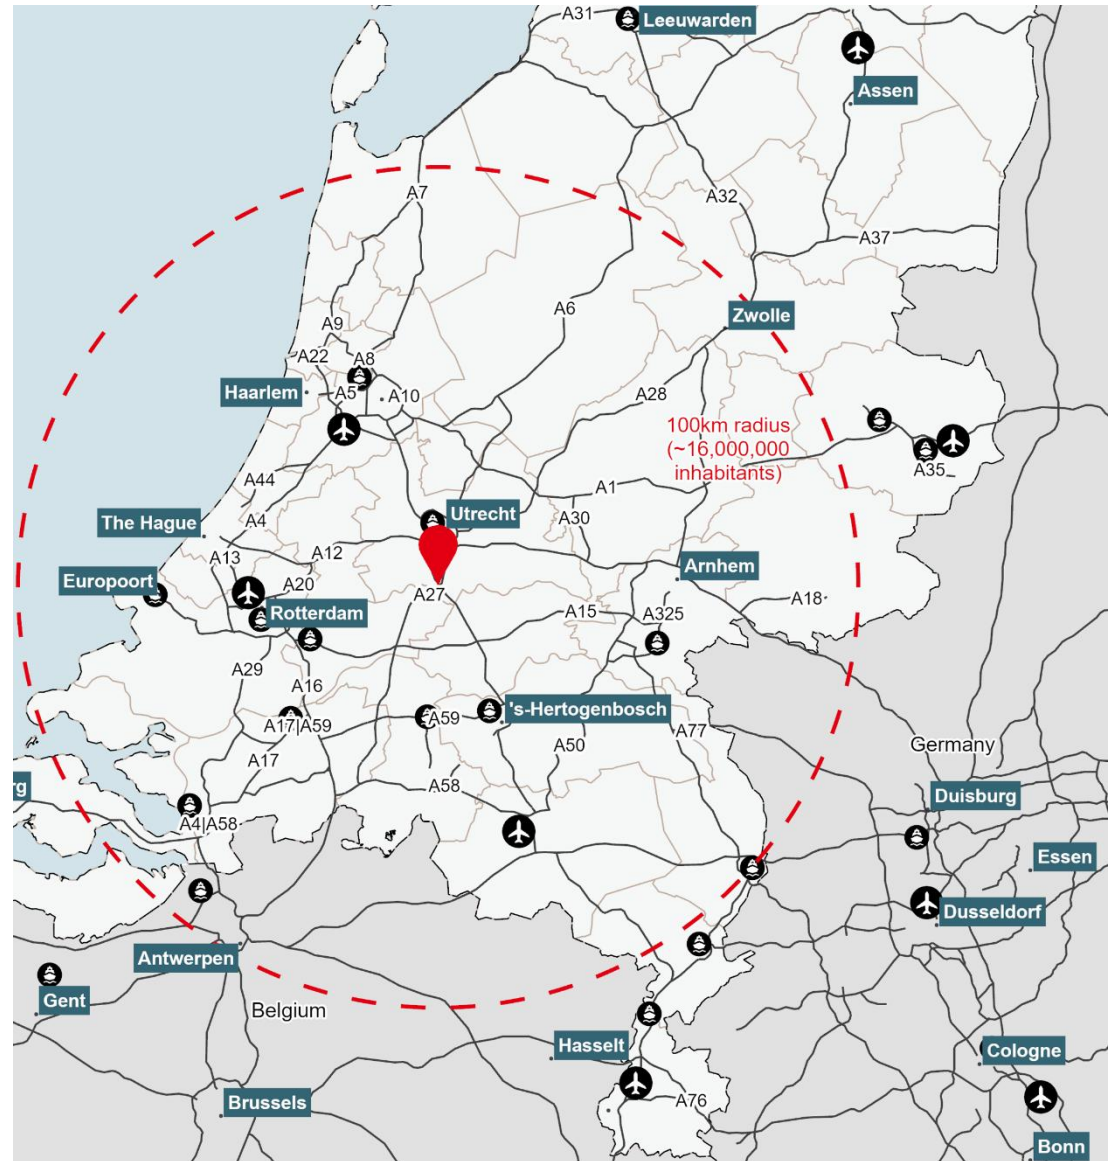 A31
Leeuwarden
Assen
A7
A32
A37
A6
Zwolle
A9
A22
A8
Haarlem
A5
A10
A28
100km radius
(~16,000,000
inhabitants)
A35
A44
A1
Utrecht
The Hague
A4
A30
A12
A13
Arnhem
Europoort
A20
A27
A18
Rotterdam
A15
A325
A29
A16
's-Hertogenbosch
A17|A59
A59
A77
A50
Germany
A17
A58
rg
Duisburg
A4|A58
Essen
Dusseldorf
Antwerpen
Gent
Belgium
Hasselt
Cologne
Brussels
A76
Bonn